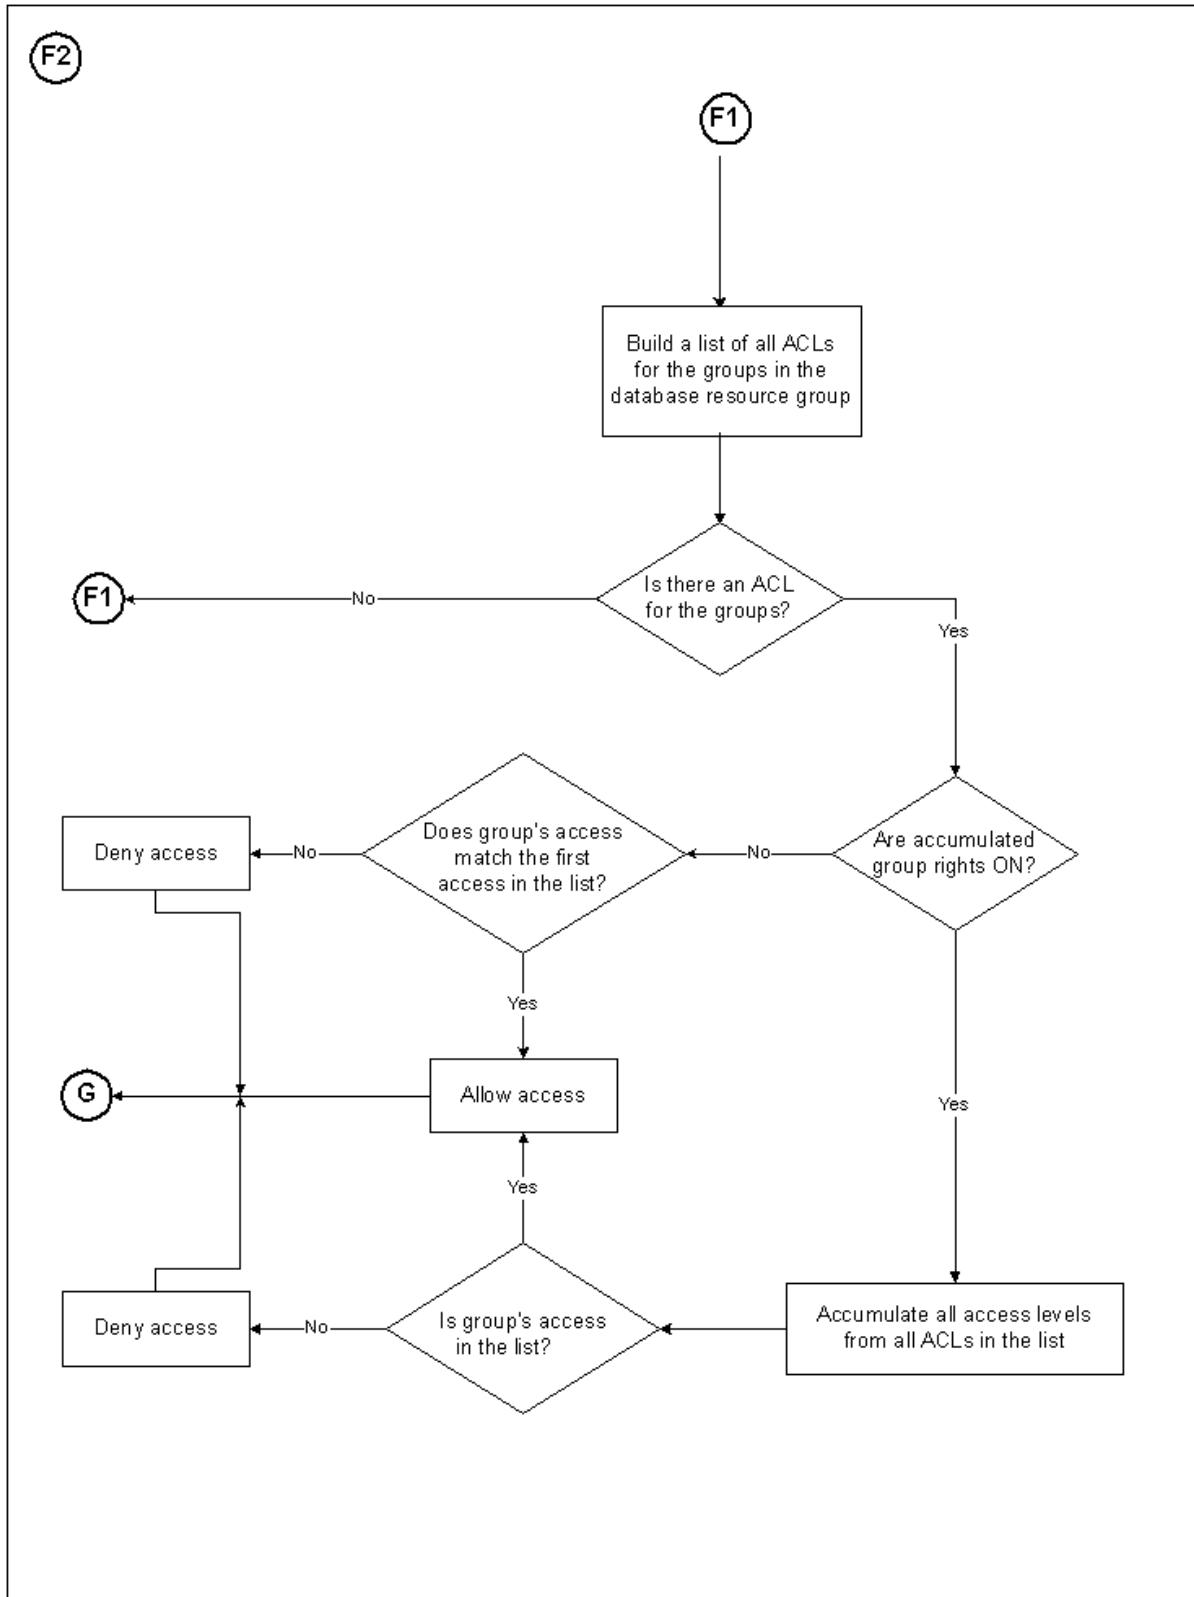 F2
F1
Build a list of all ACLs
for the groups in the
database resource group
Is there an ACL
for the groups?
No
F1
Yes
Are accumulated
group rights ON?
No
Does group's access
match the first
access in the list?
No
Deny access
Yes
Allow access
G
Yes
Yes
Accumulate all access levels
from all ACLs in the list
Is group's access
in the list?
No
Deny access